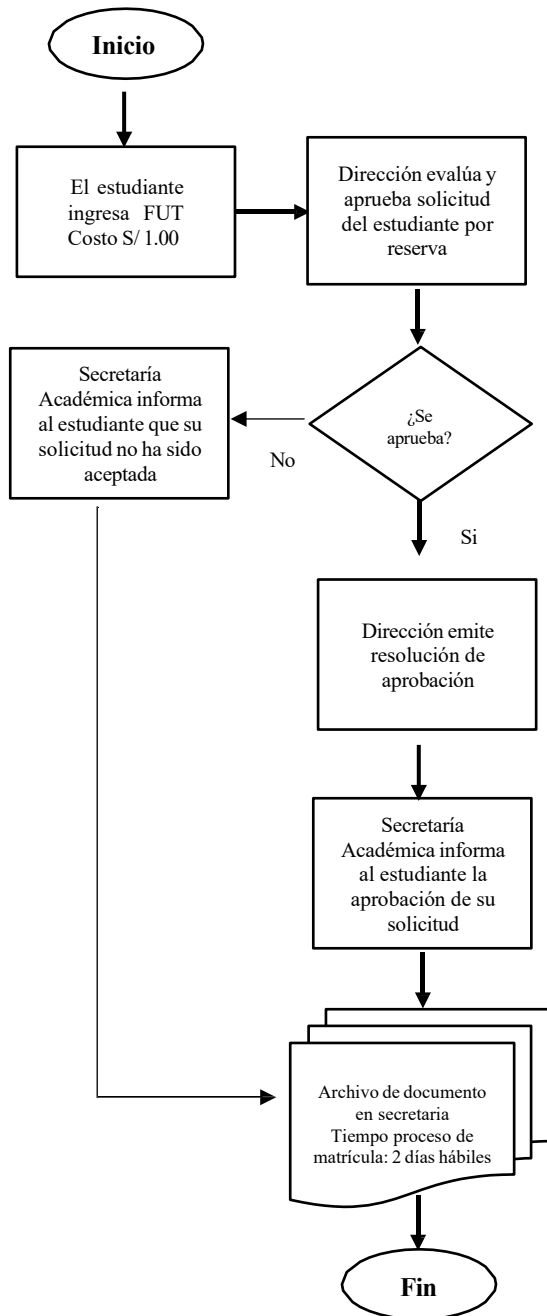 Inicio
El estudiante
ingresa FUT
Costo S/ 1.00
Dirección evalúa y
aprueba solicitud
del estudiante por
reserva
¿Se
aprueba?
No
Secretaría
Académica informa
al estudiante que su
solicitud no ha sido
aceptada
Si
Dirección emite
resolución de
aprobación
Secretaría
Académica informa
al estudiante la
aprobación de su
solicitud
Archivo de documento
en secretaria
Tiempo proceso de
matrícula: 2 días hábiles
Fin